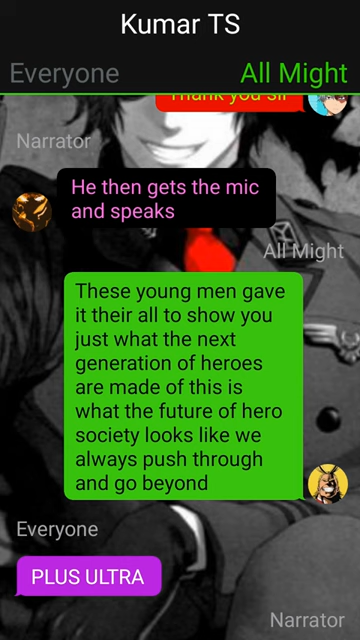 Kumar TS
Everyone All Might
Thank you sir
Narrator
He then gets the mic
and speaks
All Might
These young men gave
it their all to show you
just what the next
generation of heroes
are made of this is
what the future of hero
society looks like we
always push through
and go beyond
Everyone
PLUS ULTRA
Narrator